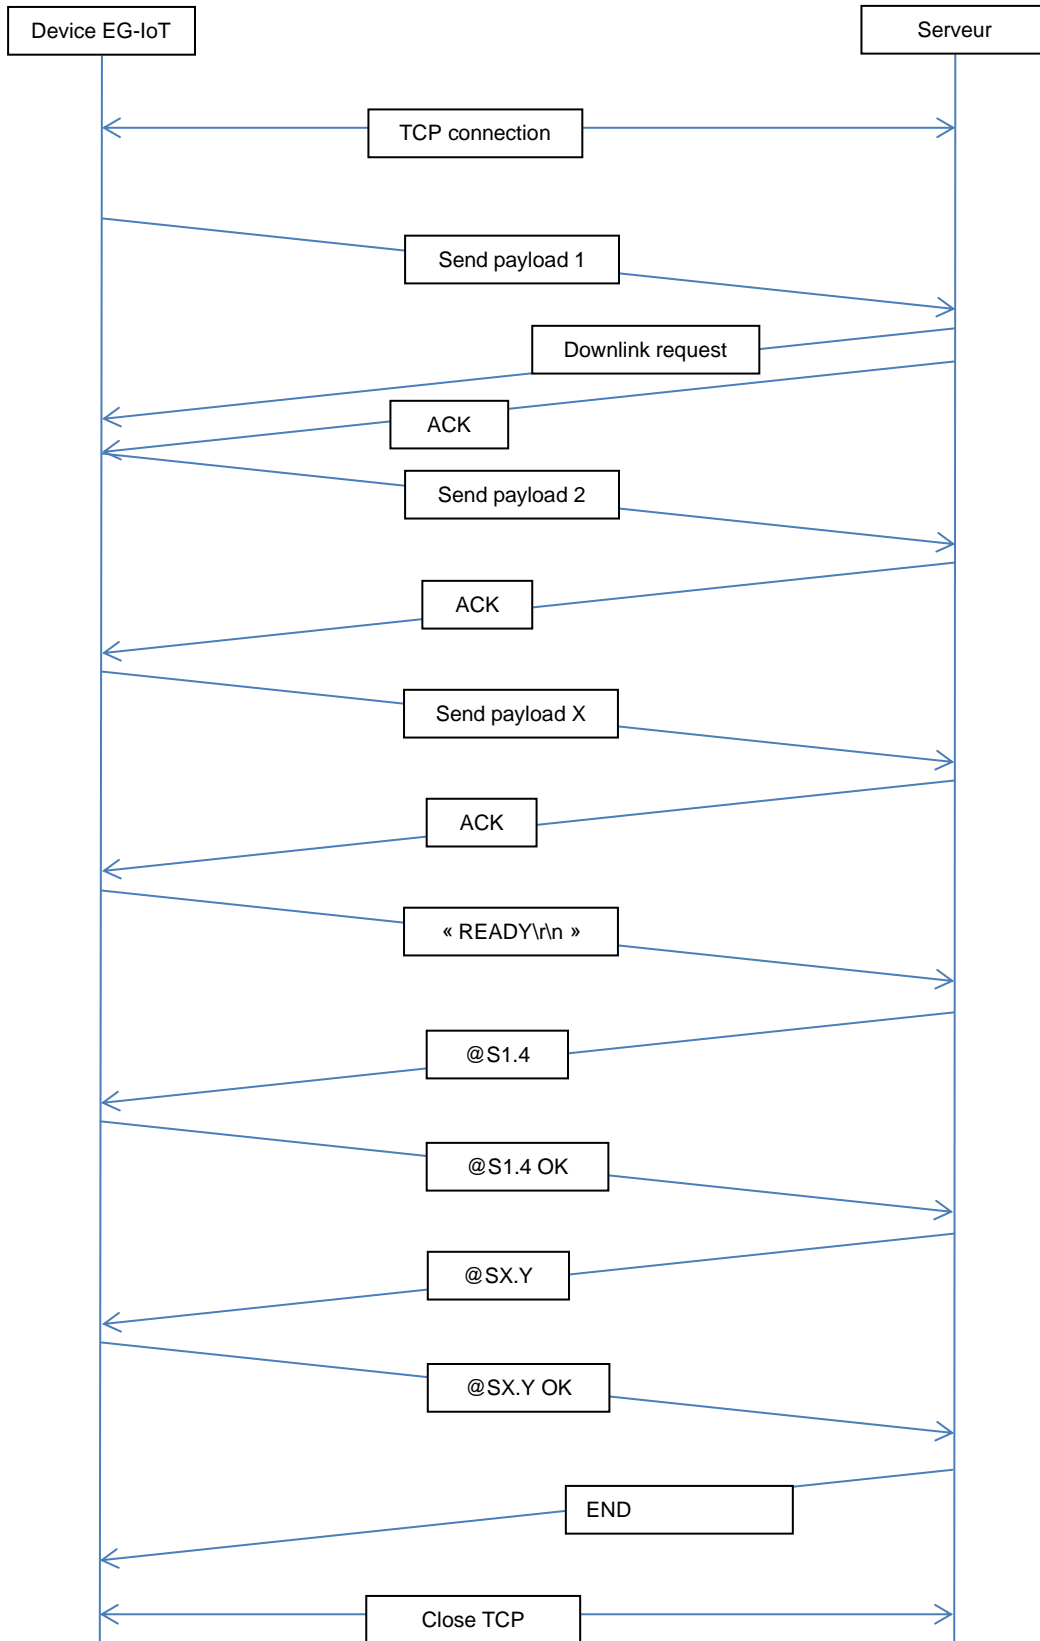 Device EG-IoT
Serveur
TCP connection
Send payload 1
Downlink request
ACK
Send payload 2
ACK
Send payload X
ACK
« READY\r\n »
@S1.4
@S1.4 OK
@SX.Y
@SX.Y OK
END
Close TCP